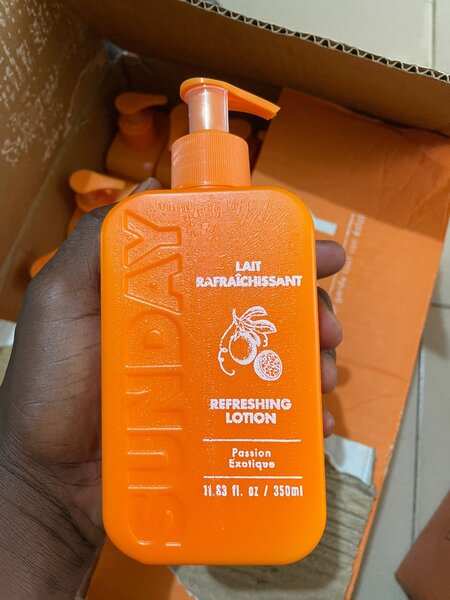 SUNDAY
LAIT
RAFRAÎCHISSANT
REFRESHING
LOTION
Passion
Exotique
11.83 fl. oz / 350ml